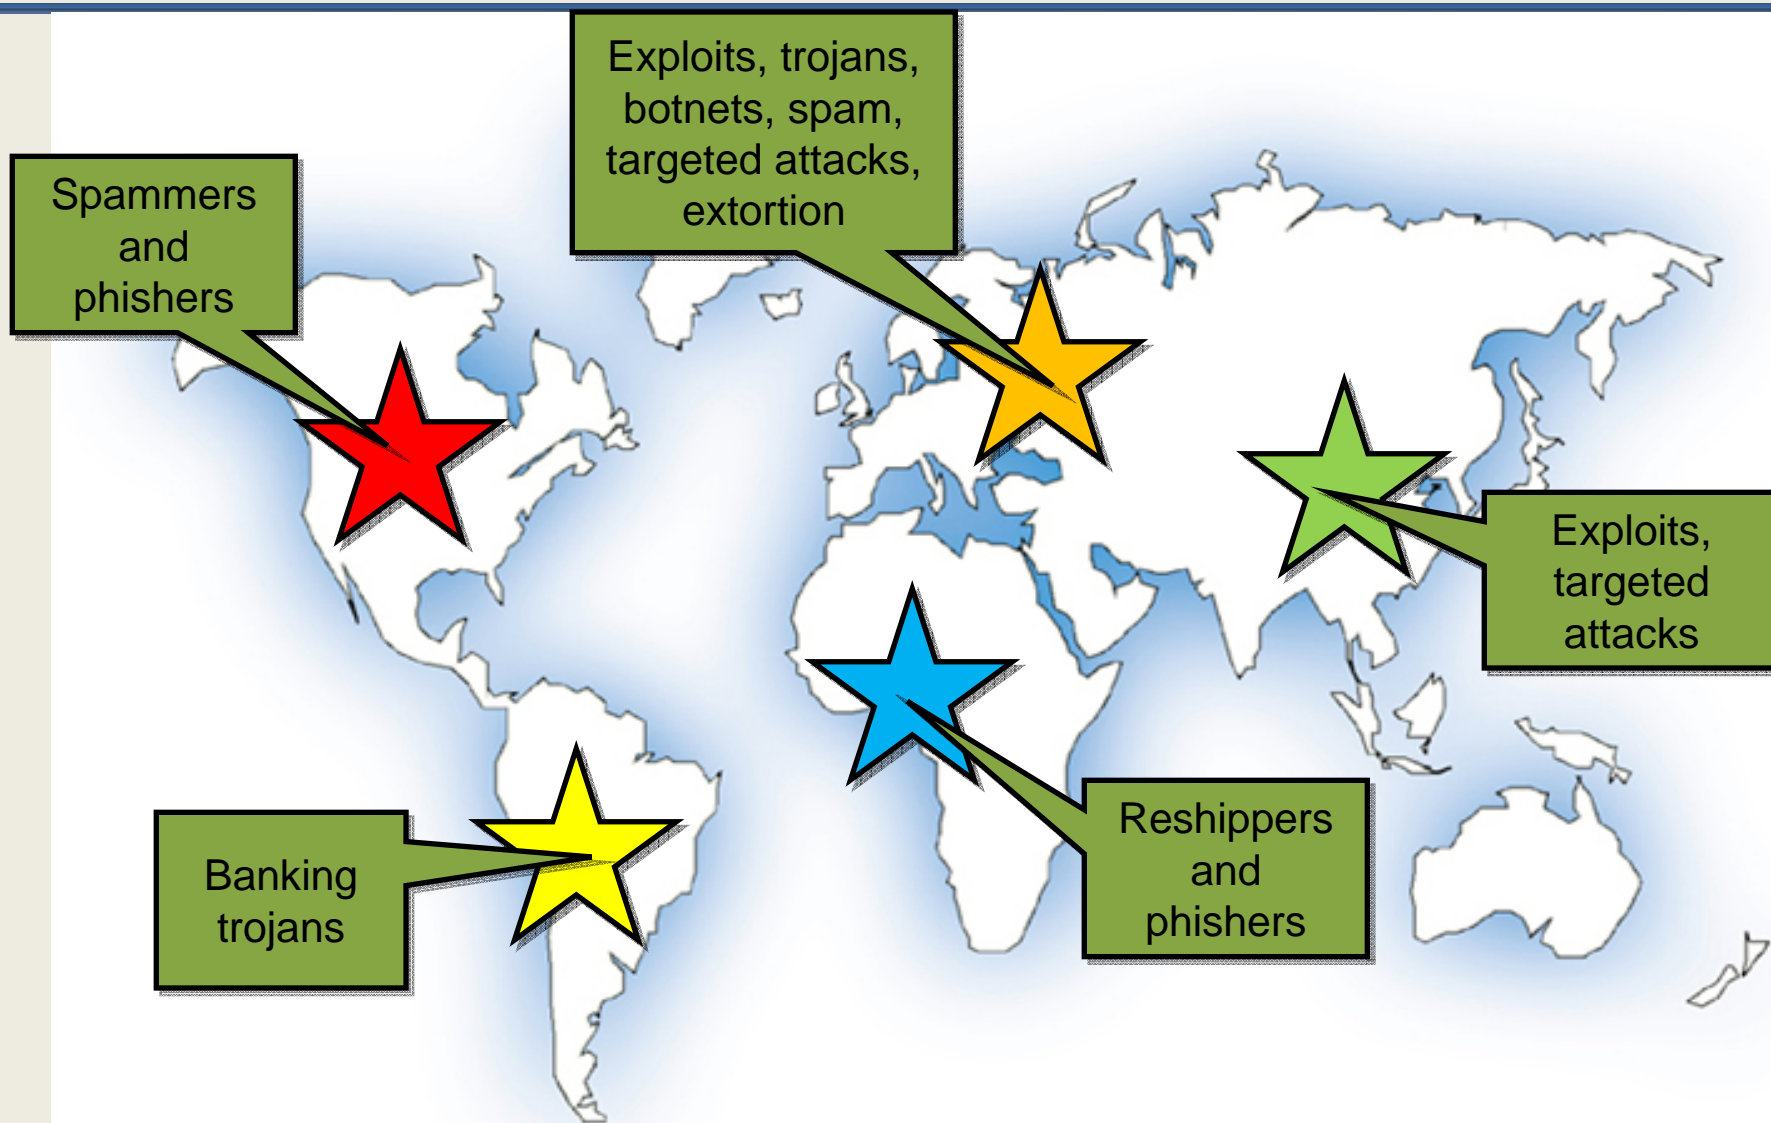 Exploits, trojans,
botnets, spam,
targeted attacks,
extortion
Spammers
and
phishers
Exploits,
targeted
attacks
Reshippers
and
phishers
Banking
trojans